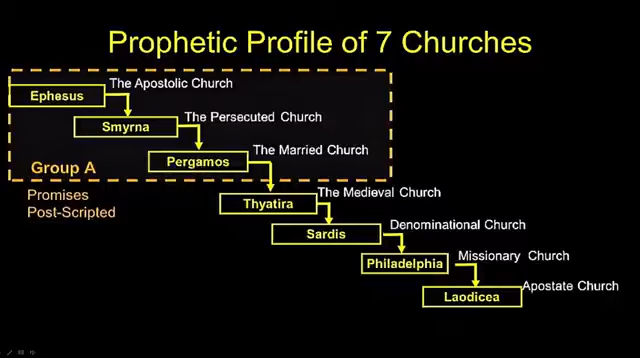 Prophetic Profile of 7 Churches
The Apostolic Church
Ephesus
The Persecuted Church
Smyrna
The Married Church
Pergamos
Group A
The Medieval Church
Promises
Post-Scripted
Thyatira
Denominational Church
Sardis
Missionary Church
Philadelphia
Apostate Church
Laodicea